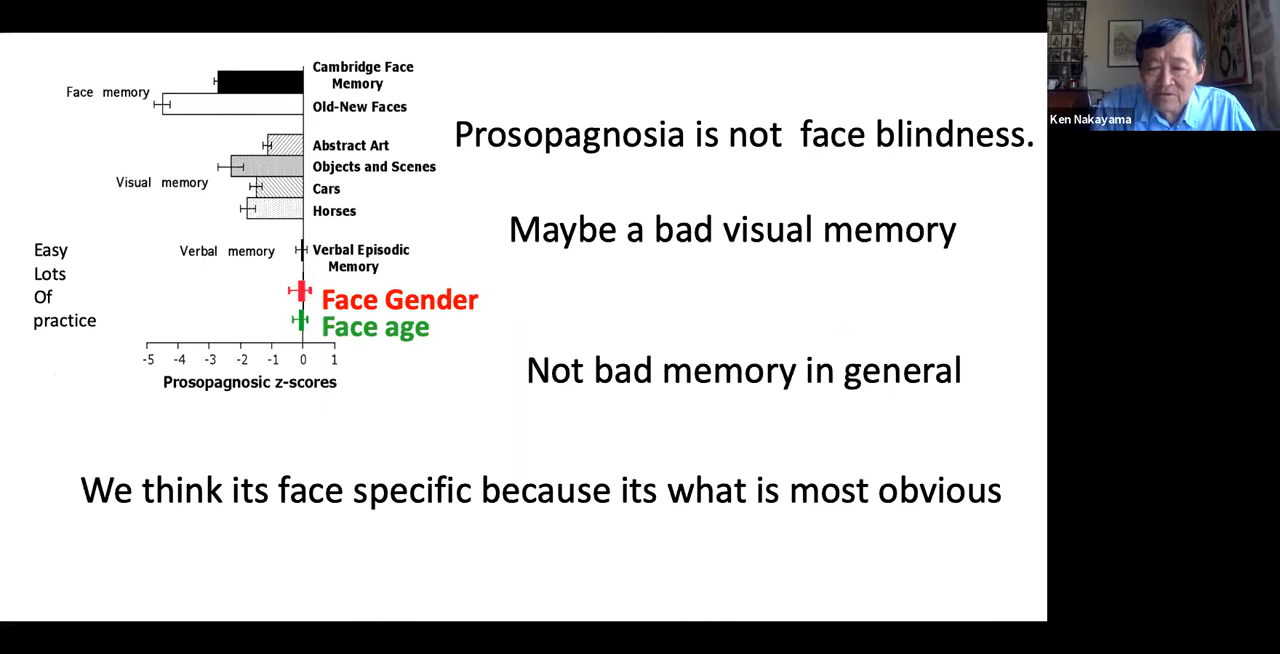 Cambridge Face
Memory
Face memory
Old-New Faces
Abstract Art
Objects and Scenes
Visual memory
Cars
Horses
Easy
Lots
Of
practice
Verbal memory
Verbal Episodic
Memory
Face Gender
Face age
-5 -4 -3 -2 -1 0 1
Prosopagnosic z-scores
Prosopagnosia is not face blindness.
Maybe a bad visual memory
Not bad memory in general
We think its face specific because its what is most obvious
Ken Nakayama